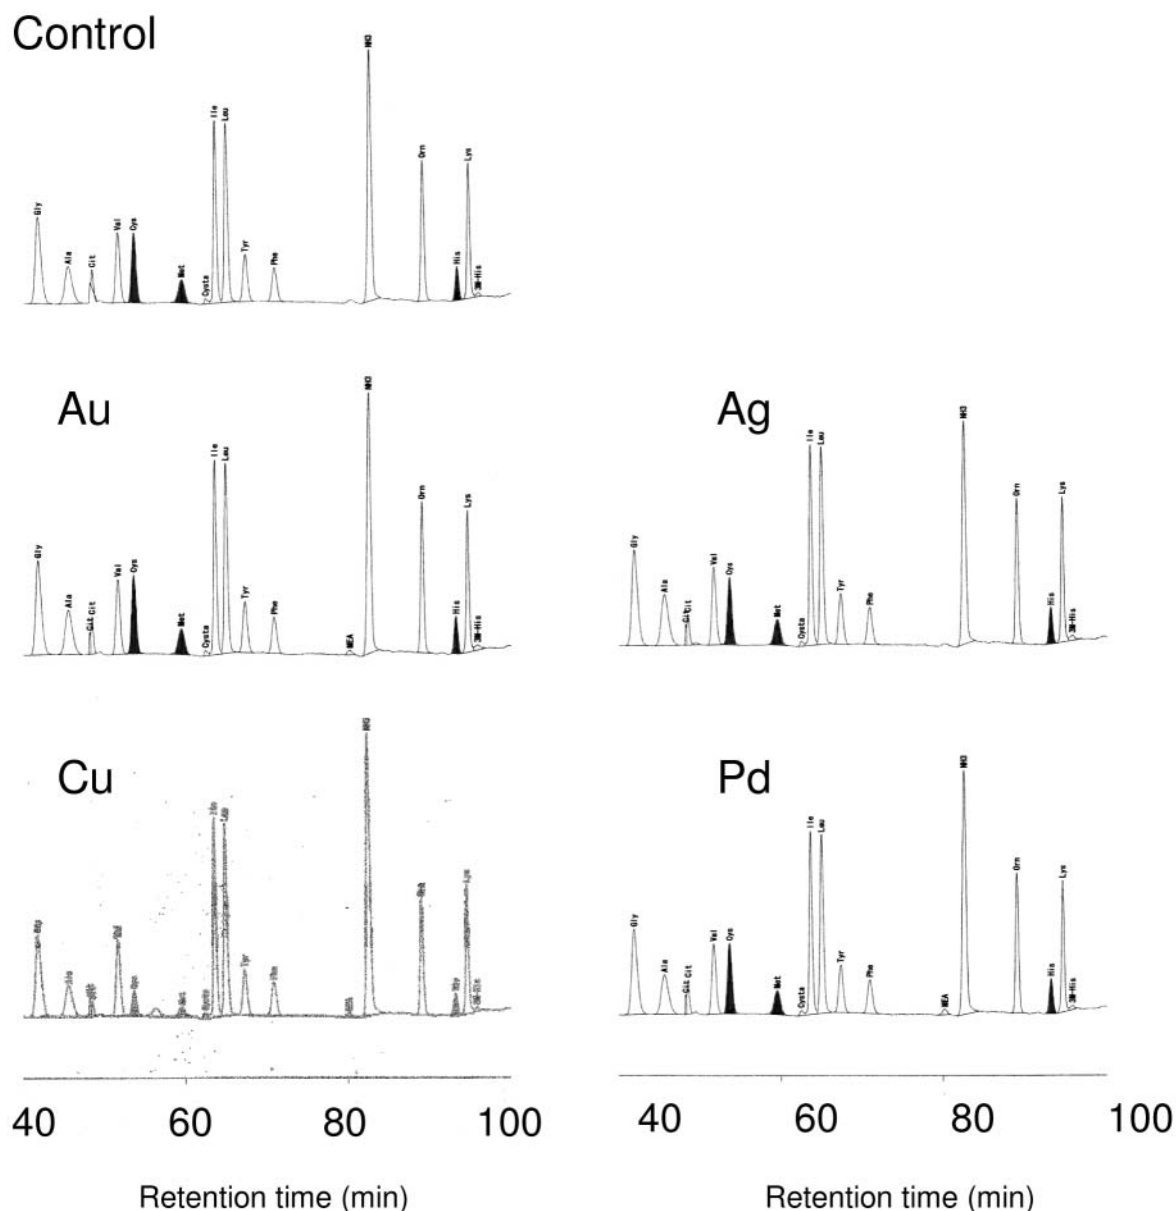 Control
Gly
Ala
Cit
Val
Cys
Met
Cysta
Ile
Leu
Tyr
Phe
NH3
Orn
His
Lys
3M-His
Au
Gly
Ala
Cit
Cit
Val
Cys
Met
Cysta
Ile
Leu
Tyr
Phe
MEA
NH3
Orn
His
Lys
3M-His
Ag
Gly
Ala
Cit
Cit
Val
Cys
Met
Cysta
Ile
Leu
Tyr
Phe
NH3
Orn
His
Lys
3M-His
Cu
Tyr
NH3
Lys
Pd
Gly
Ala
Cit
Cit
Val
Cys
Met
Cysta
Ile
Leu
Tyr
Phe
MEA
NH3
Orn
His
Lys
3M-His
40 60 80 100
40 60 80 100
Retention time (min)
Retention time (min)